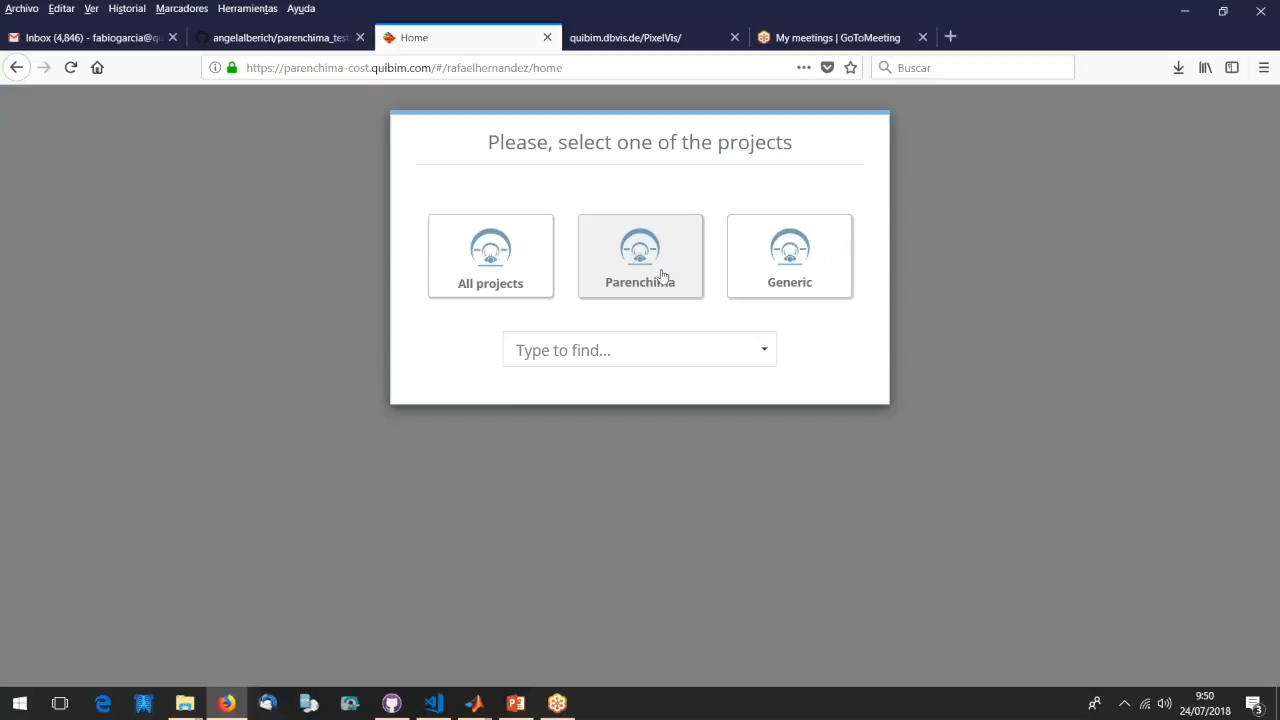 Archivo Editar Ver Historial Marcadores Herramientas Ayuda
Inbox (4,846) - fabiogarcia@qu
angelalberich/parenchima_test
Home
quibim.dbvis.de/PixelVis/
My meetings | GoToMeeting
https://parenchima-cost.quibim.com/#/rafaelhernandez/home
Buscar
Please, select one of the projects
All projects
Parenchima
Generic
Type to find...
9:50
24/07/2018
3